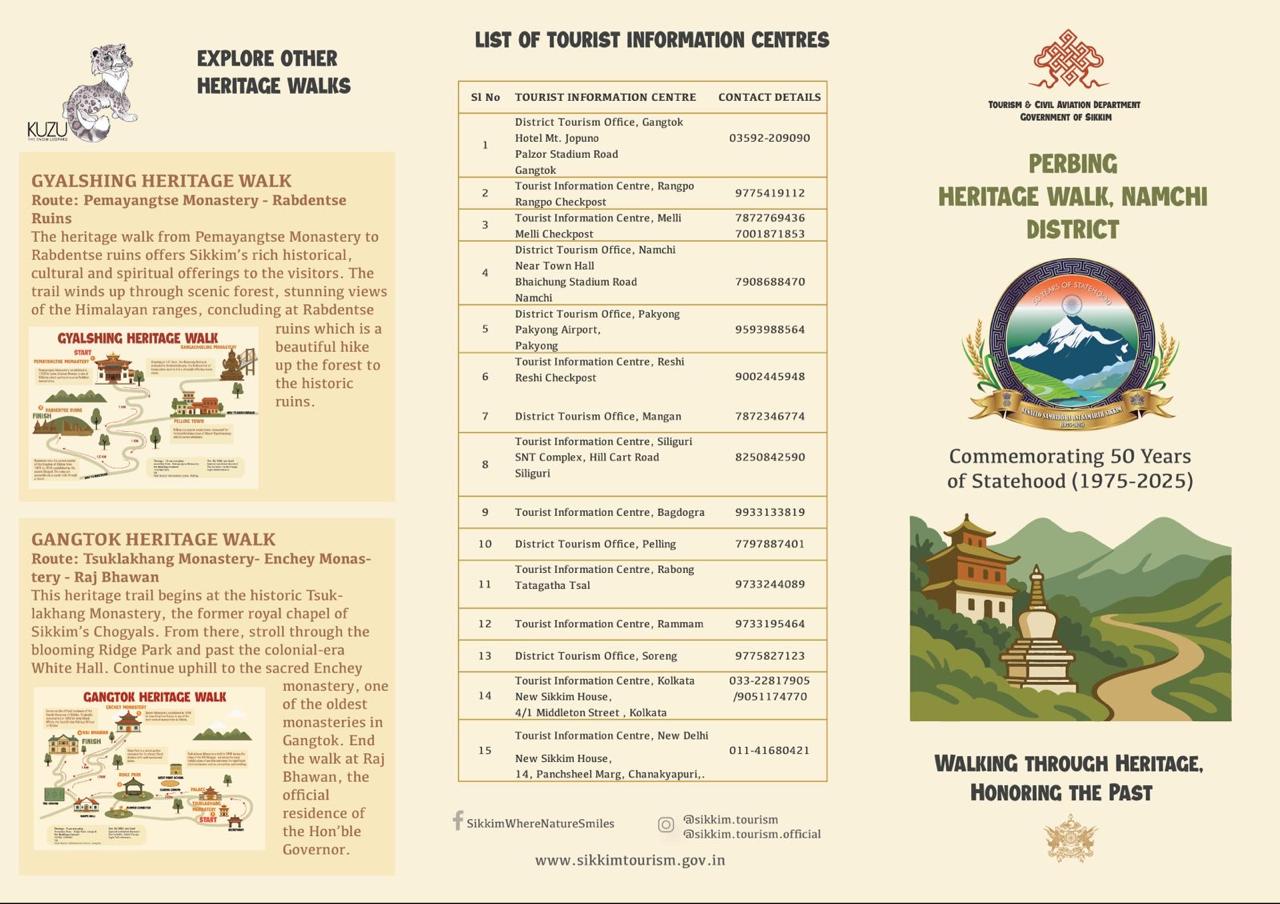 KUZU
THE SNOW LEOPARD
EXPLORE OTHER
HERITAGE WALKS
GYALSHING HERITAGE WALK
Route: Pemayangtse Monastery - Rabdentse
Ruins
The heritage walk from Pemayangtse Monastery to
Rabdentse ruins offers Sikkim's rich historical,
cultural and spiritual offerings to the visitors. The
trail winds up through scenic forest, stunning views
of the Himalayan ranges, concluding at Rabdentse
ruins which is a
beautiful hike
up the forest to
the historic
ruins.
GYALSHING HERITAGE WALK
START
PEMAYANGTSE MONASTERY
SANGACHOELING MONASTERY
RABDENTSE RUINS
FINISH
PELLING TOWN
GANGTOK HERITAGE WALK
Route: Tsuklakhang Monastery- Enchey Monas-
tery - Raj Bhawan
This heritage trail begins at the historic Tsuk-
lakhang Monastery, the former royal chapel of
Sikkim's Chogyals. From there, stroll through the
blooming Ridge Park and past the colonial-era
White Hall. Continue uphill to the sacred Enchey
monastery, one
of the oldest
monasteries in
Gangtok. End
the walk at Raj
Bhawan, the
official
residence of
the Hon'ble
Governor.
GANGTOK HERITAGE WALK
ENCHEY MONASTERY
RAJ BHAWAN
FINISH
RIDGE PARK
WHITE HALL
PALACE
TSUKLAKHANG
MONASTERY
START
LIST OF TOURIST INFORMATION CENTRES
Sl No TOURIST INFORMATION CENTRE CONTACT DETAILS
District Tourism Office, Gangtok
Hotel Mt. Jopuno 03592-209090
1
Palzor Stadium Road
Gangtok
2 Tourist Information Centre, Rangpo 9775419112
Rangpo Checkpost
3 Tourist Information Centre, Melli 7872769436
Melli Checkpost 7001871853
District Tourism Office, Namchi
Near Town Hall
4
Bhaichung Stadium Road 7908688470
Namchi
District Tourism Office, Pakyong
5 Pakyong Airport, 9593988564
Pakyong
Tourist Information Centre, Reshi
6 Reshi Checkpost 9002445948
7 District Tourism Office, Mangan 7872346774
Tourist Information Centre, Siliguri
8 SNT Complex, Hill Cart Road 8250842590
Siliguri
9 Tourist Information Centre, Bagdogra 9933133819
10 District Tourism Office, Pelling 7797887401
Tourist Information Centre, Rabong
11 Tatagatha Tsal 9733244089
12 Tourist Information Centre, Rammam 9733195464
13 District Tourism Office, Soreng 9775827123
Tourist Information Centre, Kolkata 033-22817905
14 New Sikkim House, /9051174770
4/1 Middleton Street , Kolkata
Tourist Information Centre, New Delhi
15 011-41680421
New Sikkim House,
14, Panchsheel Marg, Chanakyapuri,.
SikkimWhereNatureSmiles
@sikkim.tourism
@sikkim.tourism.official
www.sikkimtourism.gov.in
TOURISM & CIVIL AVIATION DEPARTMENT
GOVERNMENT OF SIKKIM
PERBING
HERITAGE WALK, NAMCHI
DISTRICT
50 YEARS OF STATEHOOD
SUNAULO SAMRIDDHA EVAM SAMARTH SIKKIM
(1975-2025)
Commemorating 50 Years
of Statehood (1975-2025)
WALKING THROUGH HERITAGE,
HONORING THE PAST